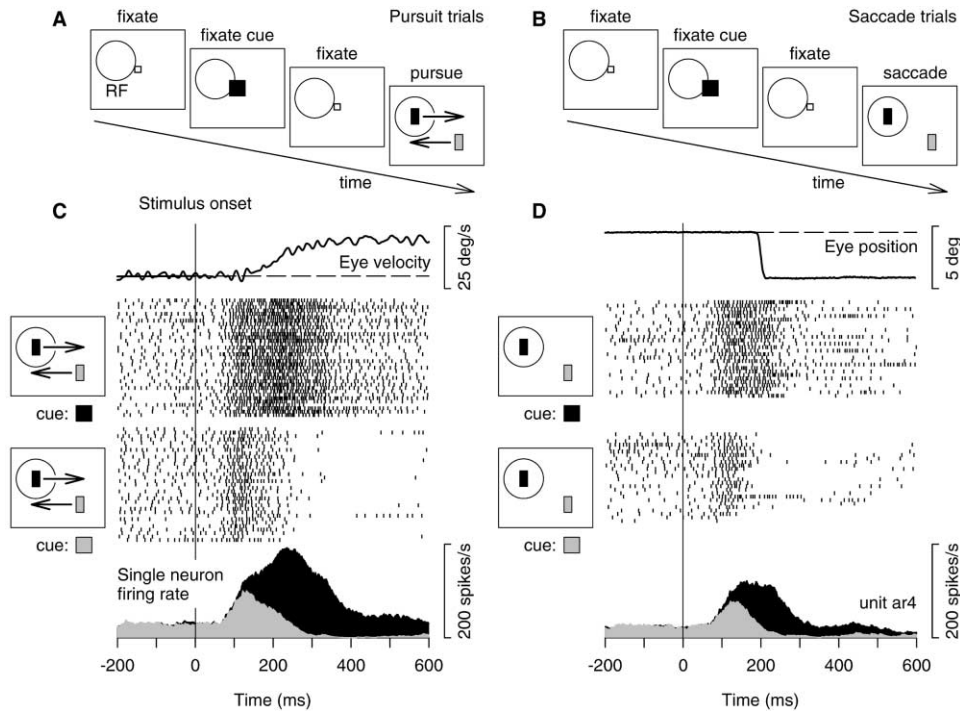 A
Pursuit trials
fixate
RF
fixate cue
fixate
pursue
time
B
Saccade trials
fixate
fixate cue
fixate
saccade
time
C
Stimulus onset
Eye velocity
25 deg/s
cue:
cue:
Single neuron
firing rate
200 spikes/s
-200 0 200 400 600
Time (ms)
D
Eye position
5 deg
cue:
cue:
unit ar4
200 spikes/s
-200 0 200 400 600
Time (ms)